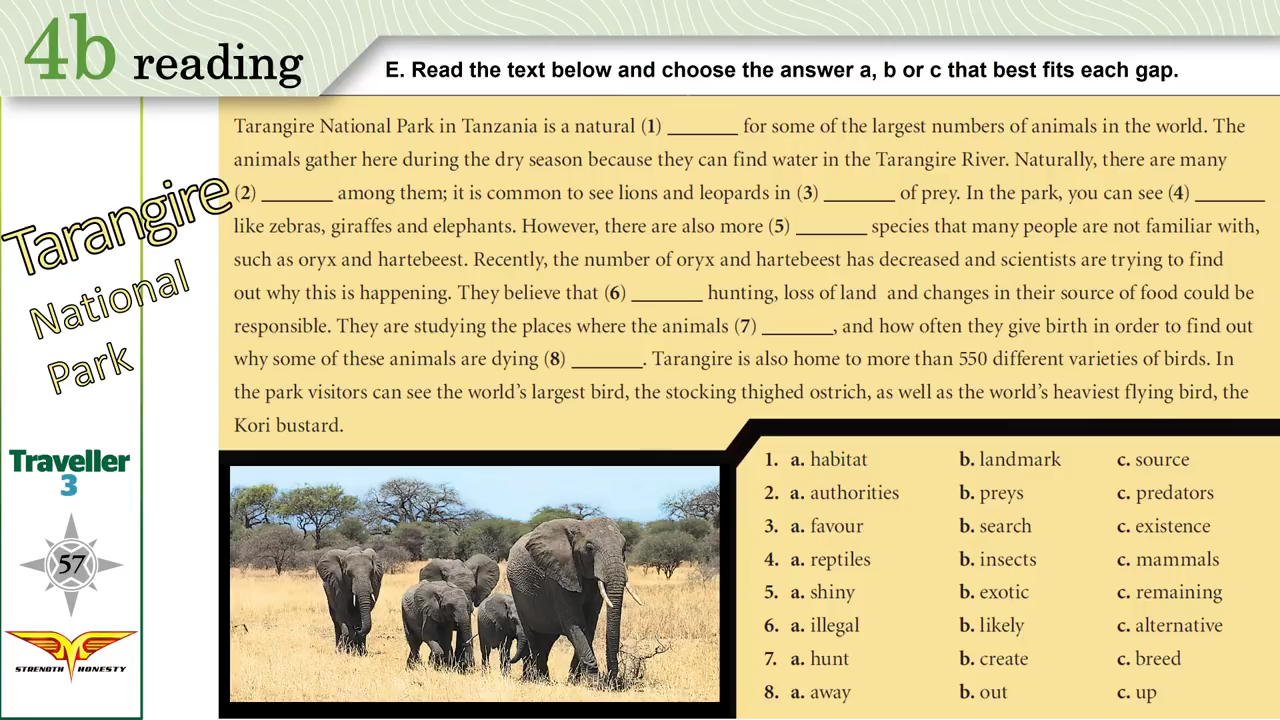 4b reading
E. Read the text below and choose the answer a, b or c that best fits each gap.
Tarangire
National
Park
Tarangire National Park in Tanzania is a natural (1) _______ for some of the largest numbers of animals in the world. The
animals gather here during the dry season because they can find water in the Tarangire River. Naturally, there are many
(2) _______ among them; it is common to see lions and leopards in (3) _______ of prey. In the park, you can see (4) _______
like zebras, giraffes and elephants. However, there are also more (5) _______ species that many people are not familiar with,
such as oryx and hartebeest. Recently, the number of oryx and hartebeest has decreased and scientists are trying to find
out why this is happening. They believe that (6) _______ hunting, loss of land and changes in their source of food could be
responsible. They are studying the places where the animals (7) _______, and how often they give birth in order to find out
why some of these animals are dying (8) _______. Tarangire is also home to more than 550 different varieties of birds. In
the park visitors can see the world's largest bird, the stocking thighed ostrich, as well as the world's heaviest flying bird, the
Kori bustard.
1. a. habitat b. landmark c. source
2. a. authorities b. preys c. predators
3. a. favour b. search c. existence
4. a. reptiles b. insects c. mammals
5. a. shiny b. exotic c. remaining
6. a. illegal b. likely c. alternative
7. a. hunt b. create c. breed
8. a. away b. out c. up
Traveller
3
57
STRENGTH HONESTY